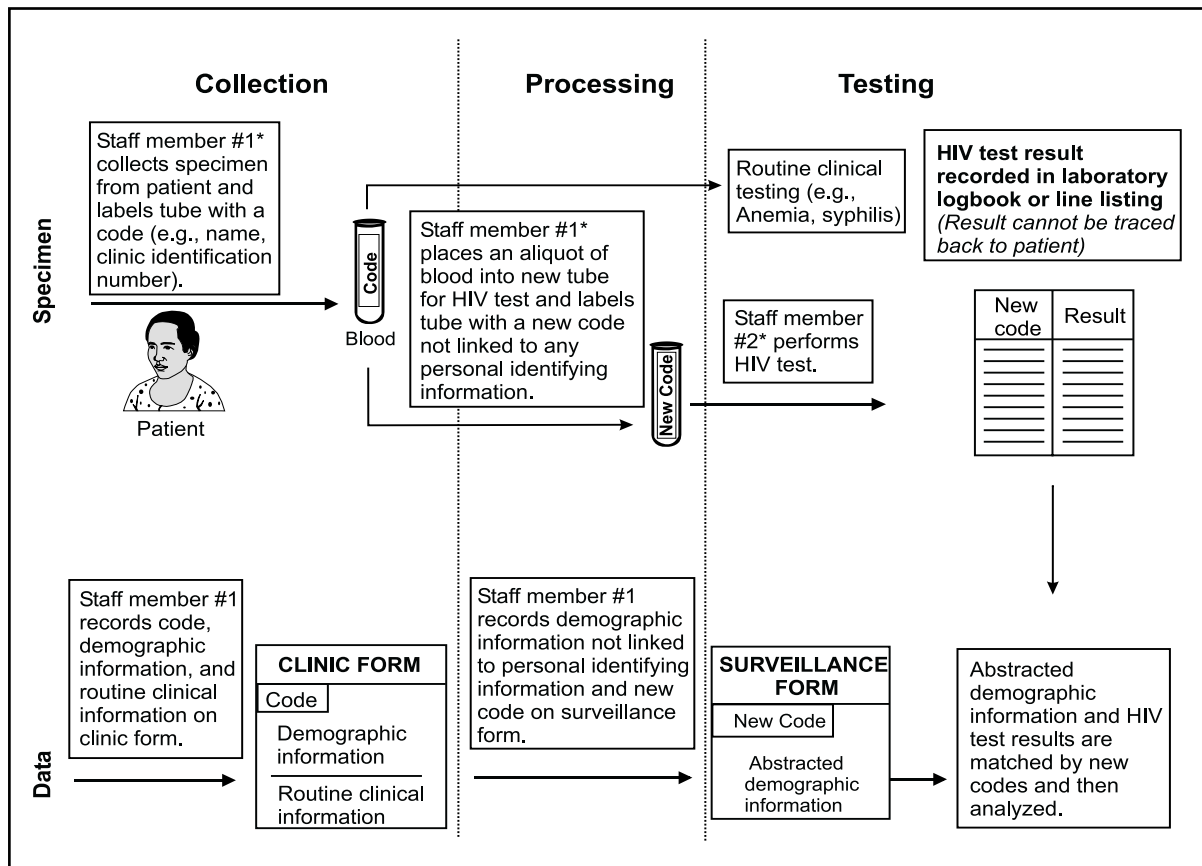 Collection
Processing
Testing
Specimen
Staff member #1*
collects specimen
from patient and
labels tube with a
code (e.g., name,
clinic identification
number).
Patient
Code
Blood
Staff member #1*
places an aliquot of
blood into new tube
for HIV test and labels
tube with a new code
not linked to any
personal identifying
information.
New Code
Routine clinical
testing (e.g.,
Anemia, syphilis)
Staff member
#2* performs
HIV test.
HIV test result
recorded in laboratory
logbook or line listing
(Result cannot be traced
back to patient)
New
code
Result
Data
Staff member #1
records code,
demographic
information, and
routine clinical
information on
clinic form.
CLINIC FORM
Code
Demographic
information
Routine clinical
information
Staff member #1
records demographic
information not linked
to personal identifying
information and new
code on surveillance
form.
SURVEILLANCE
FORM
New Code
Abstracted
demographic
information
Abstracted
demographic
information and HIV
test results are
matched by new
codes and then
analyzed.